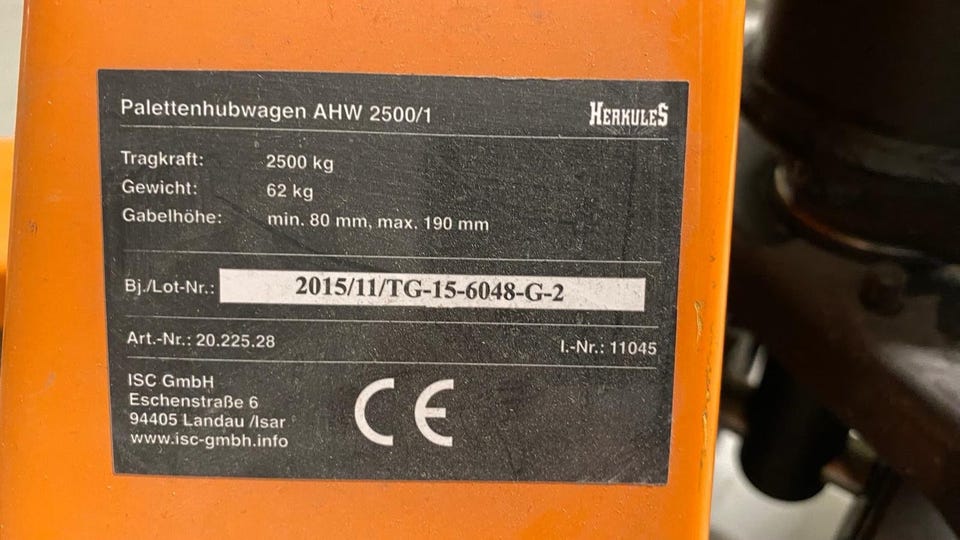 Palettenhubwagen AHW 2500/1 HERKULES
Tragkraft: 2500 kg
Gewicht: 62 kg
Gabelhöhe: min. 80 mm, max. 190 mm
Bj./Lot-Nr.: 2015/11/TG-15-6048-G-2
Art.-Nr.: 20.225.28 I.-Nr.: 11045
ISC GmbH
Eschenstraße 6
94405 Landau /Isar
www.isc-gmbh.info
CE